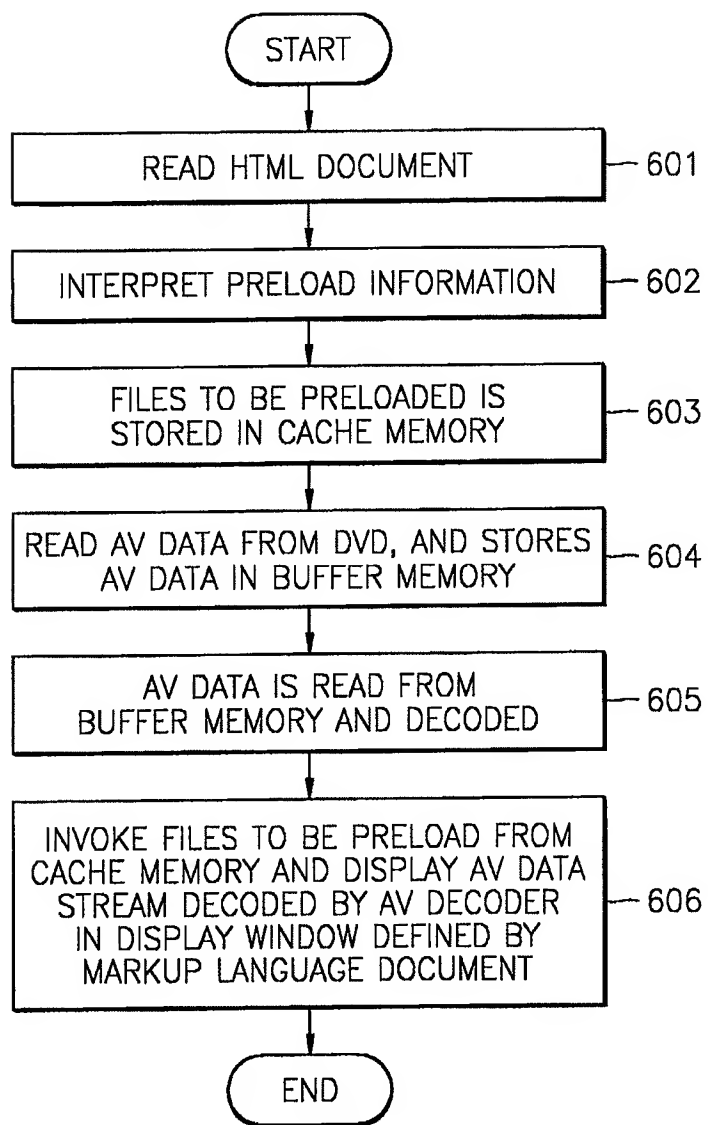 START
READ HTML DOCUMENT
601
INTERPRET PRELOAD INFORMATION
602
FILES TO BE PRELOADED IS
STORED IN CACHE MEMORY
603
READ AV DATA FROM DVD, AND STORES
AV DATA IN BUFFER MEMORY
604
AV DATA IS READ FROM
BUFFER MEMORY AND DECODED
605
INVOKE FILES TO BE PRELOAD FROM
CACHE MEMORY AND DISPLAY AV DATA
STREAM DECODED BY AV DECODER
IN DISPLAY WINDOW DEFINED BY
MARKUP LANGUAGE DOCUMENT
606
END